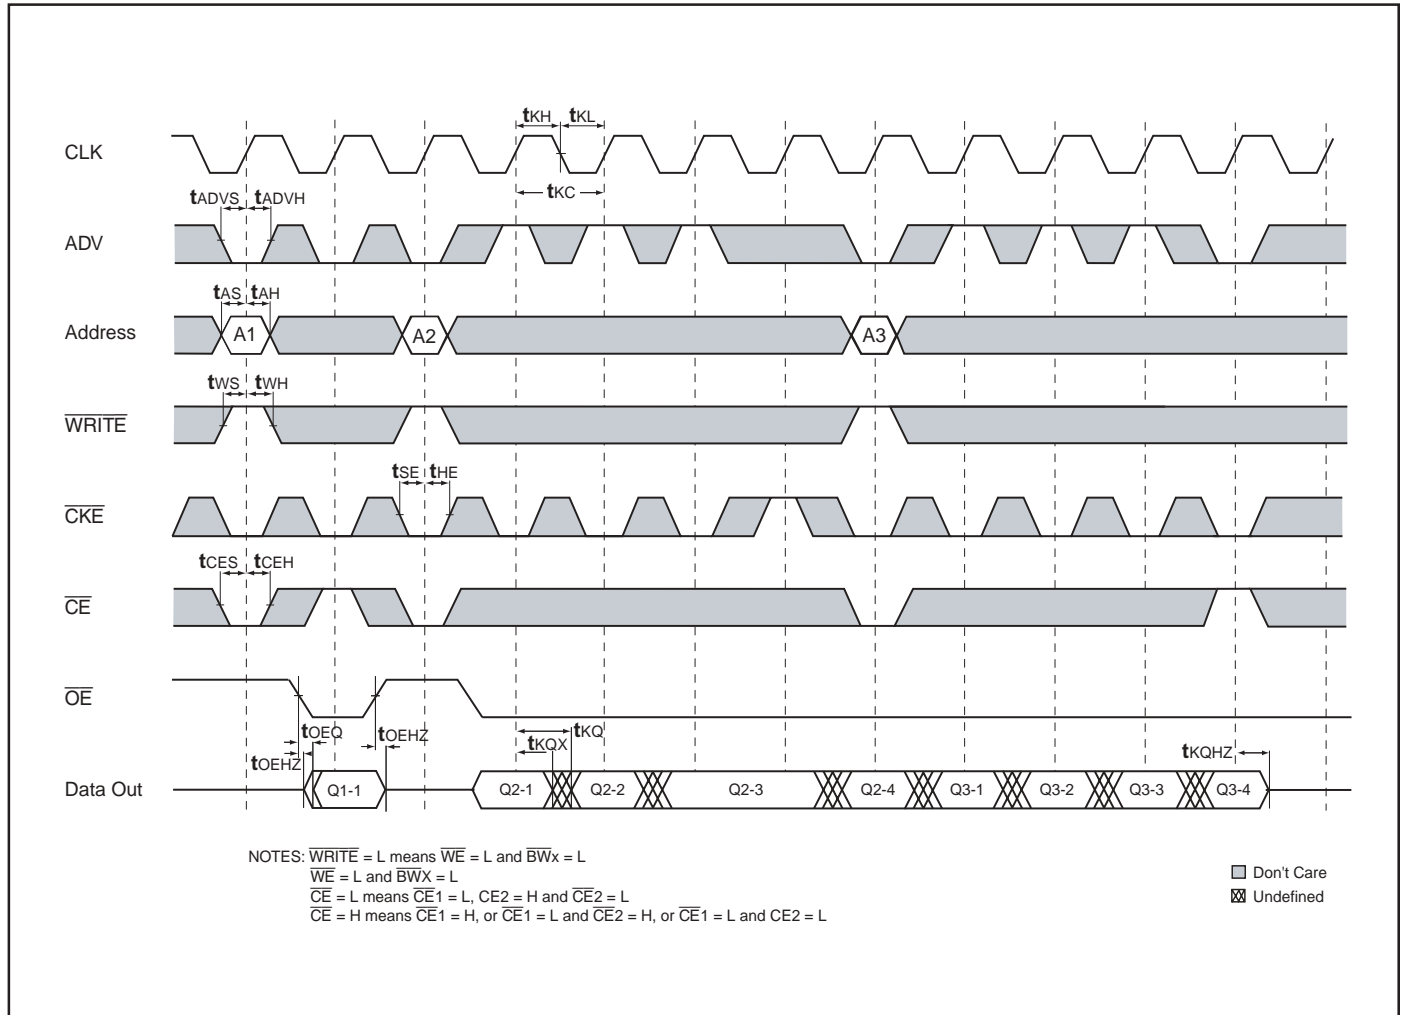 tKH tKL
CLK
tKC
tADVS tADVH
ADV
tAS tAH
Address A1 A2 A3
tWS tWH
WRITE
tSE tHE
CKE
tCES tCEH
CE
OE
tOEQ tOEHZ tKQ
tKQX
tOEHZ tKQHZ
Data Out Q1-1 Q2-1 Q2-2 Q2-3 Q2-4 Q3-1 Q3-2 Q3-3 Q3-4
NOTES: WRITE = L means WE = L and BWx = L
WE = L and BWX = L
CE = L means CE1 = L, CE2 = H and CE2 = L
CE = H means CE1 = H, or CE1 = L and CE2 = H, or CE1 = L and CE2 = L
Don't Care
Undefined